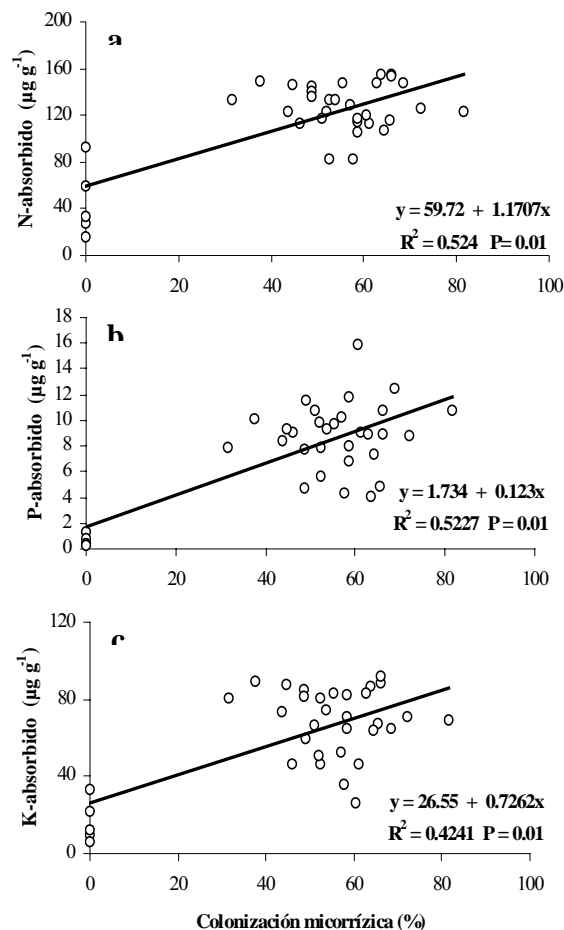 a
200
160
120
80
40
0
N-absorbido (µg g-1)
y = 59.72 + 1.1707x
R2 = 0.524 P= 0.01
0 20 40 60 80 100
b
18
16
14
12
10
8
6
4
2
0
P-absorbido (µg g-1)
y = 1.734 + 0.123x
R2 = 0.5227 P = 0.01
0 20 40 60 80 100
c
120
80
40
0
K-absorbido (µg g-1)
y = 26.55 + 0.7262x
R2 = 0.4241 P = 0.01
0 20 40 60 80 100
Colonización micorrízica (%)